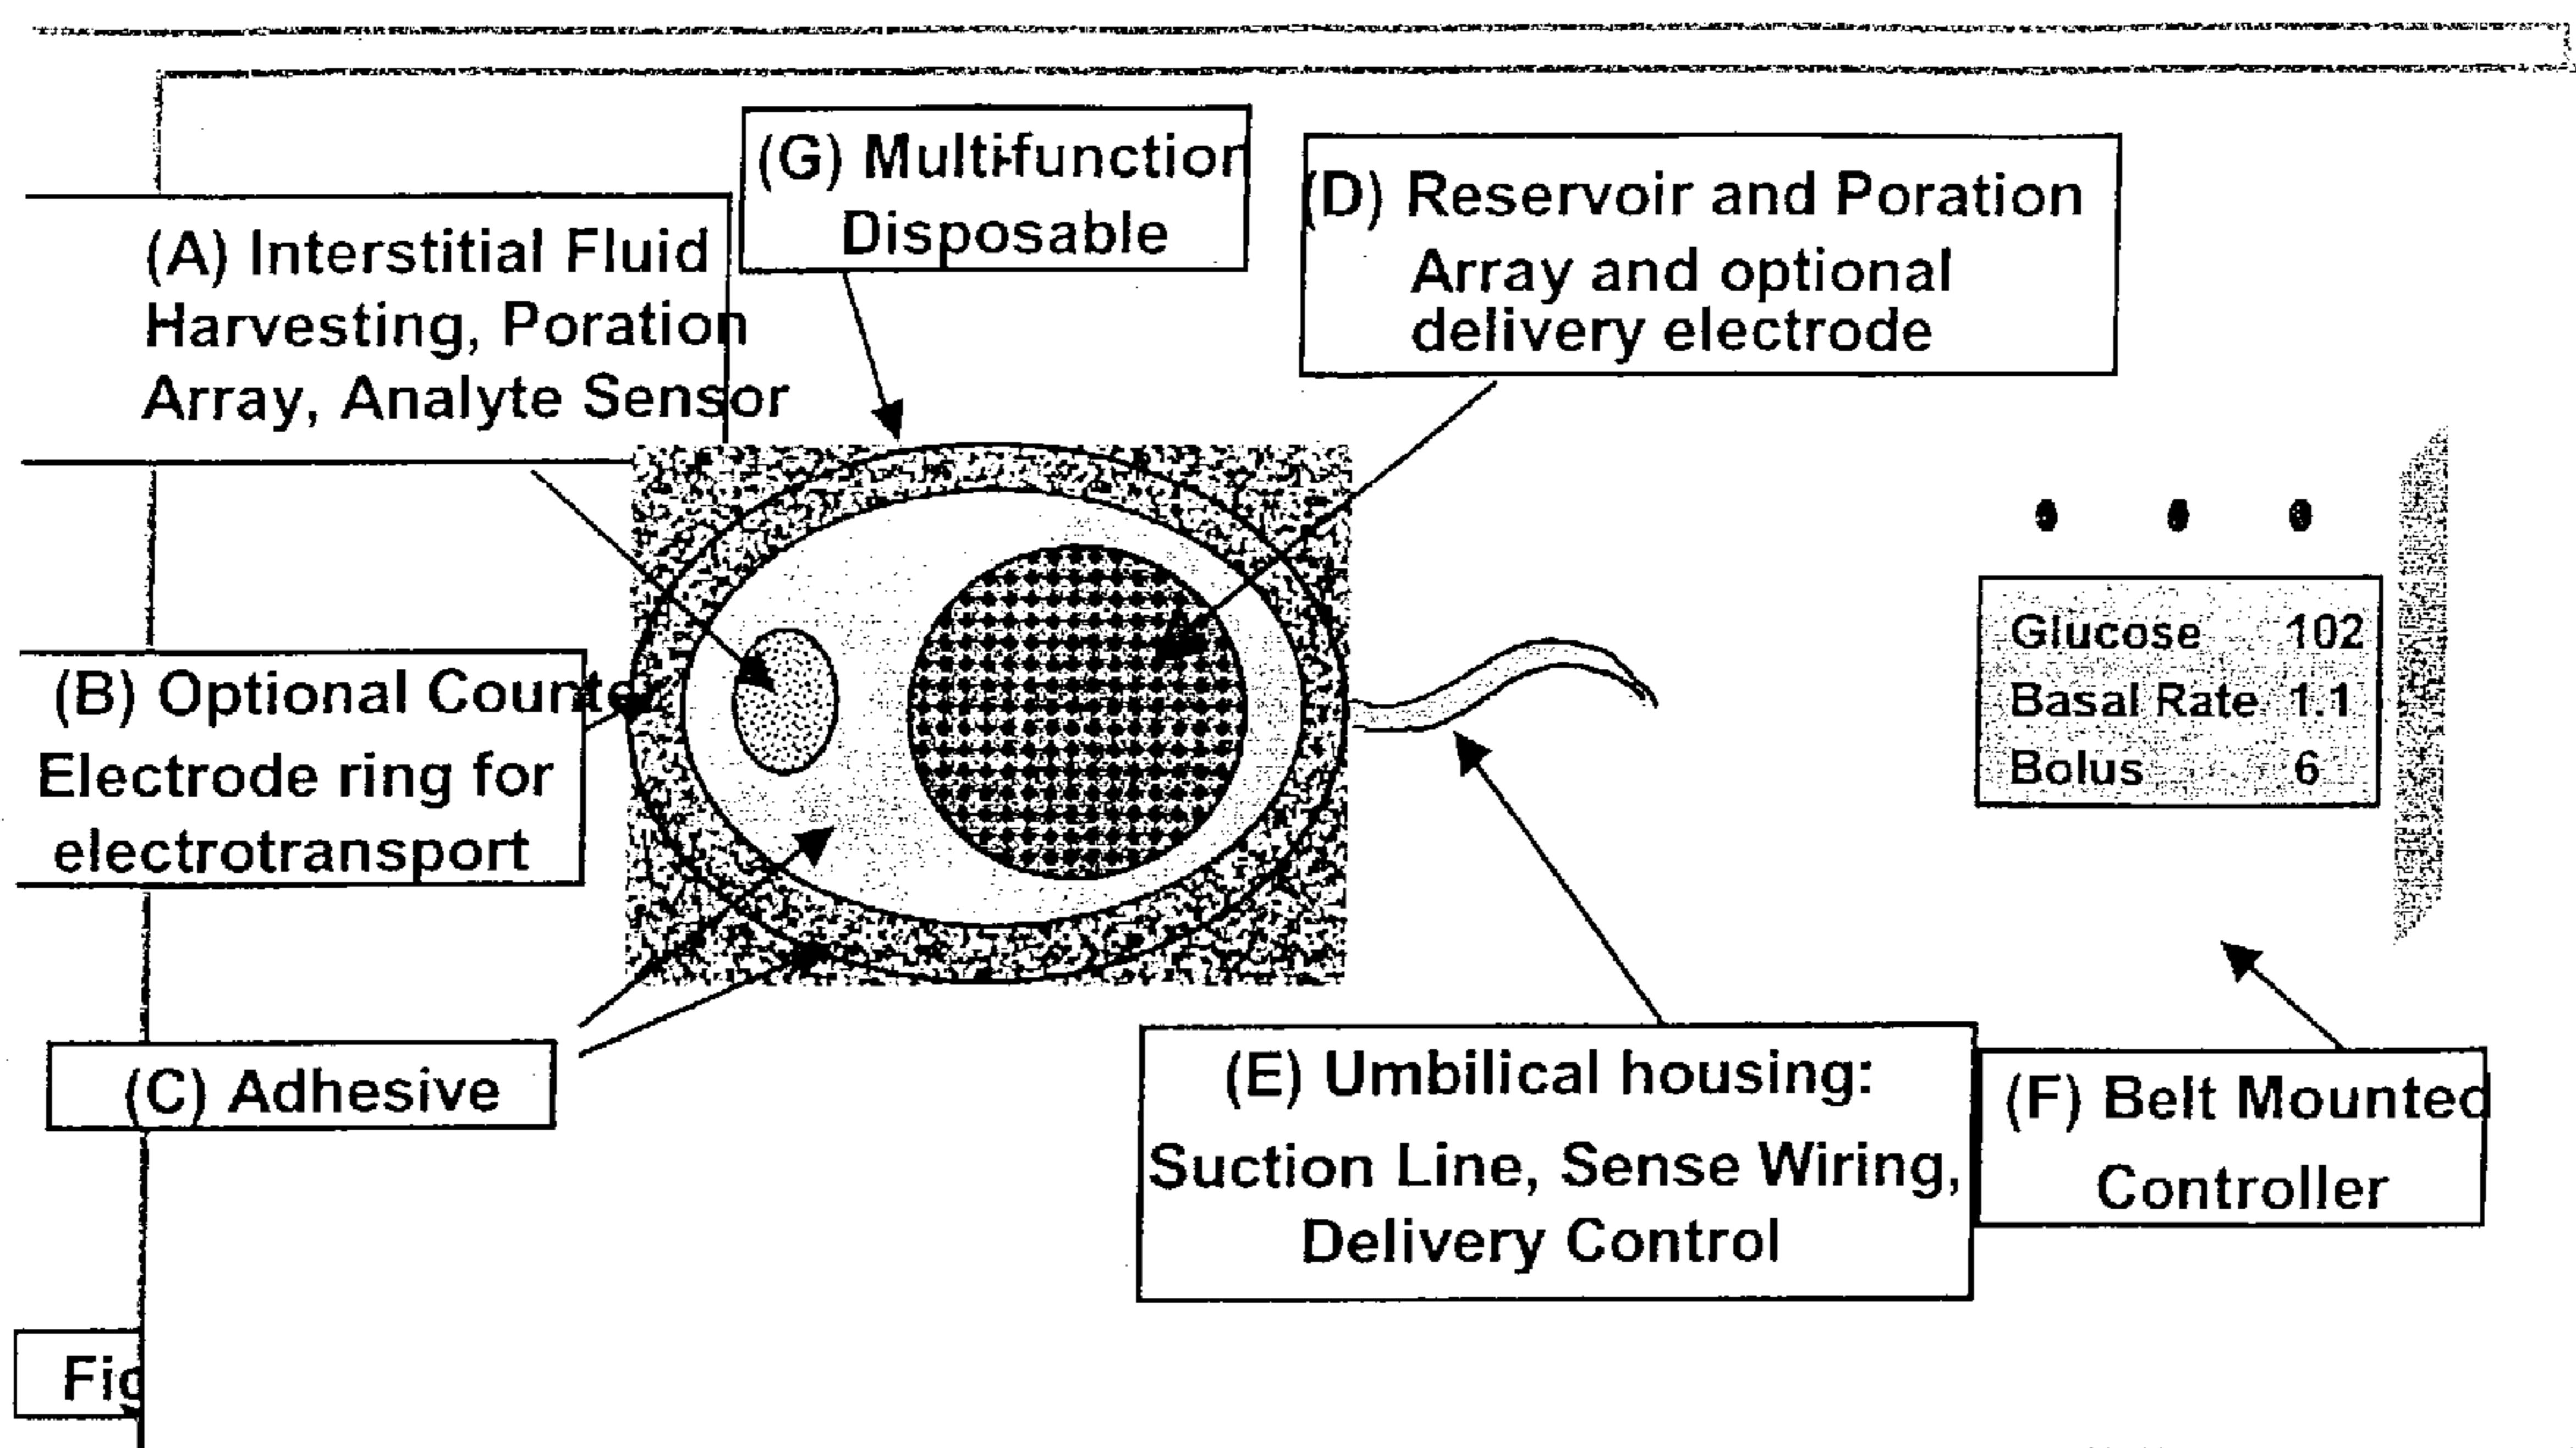 (G) Multi-function
Disposable
(D) Reservoir and Poration
Array and optional
delivery electrode
(A) Interstitial Fluid
Harvesting, Poration
Array, Analyte Sensor
Glucose 102
Basal Rate 1.1
Bolus 6
(B) Optional Counter
Electrode ring for
electrotransport
(C) Adhesive
(E) Umbilical housing:
Suction Line, Sense Wiring,
Delivery Control
(F) Belt Mounted
Controller
Fig